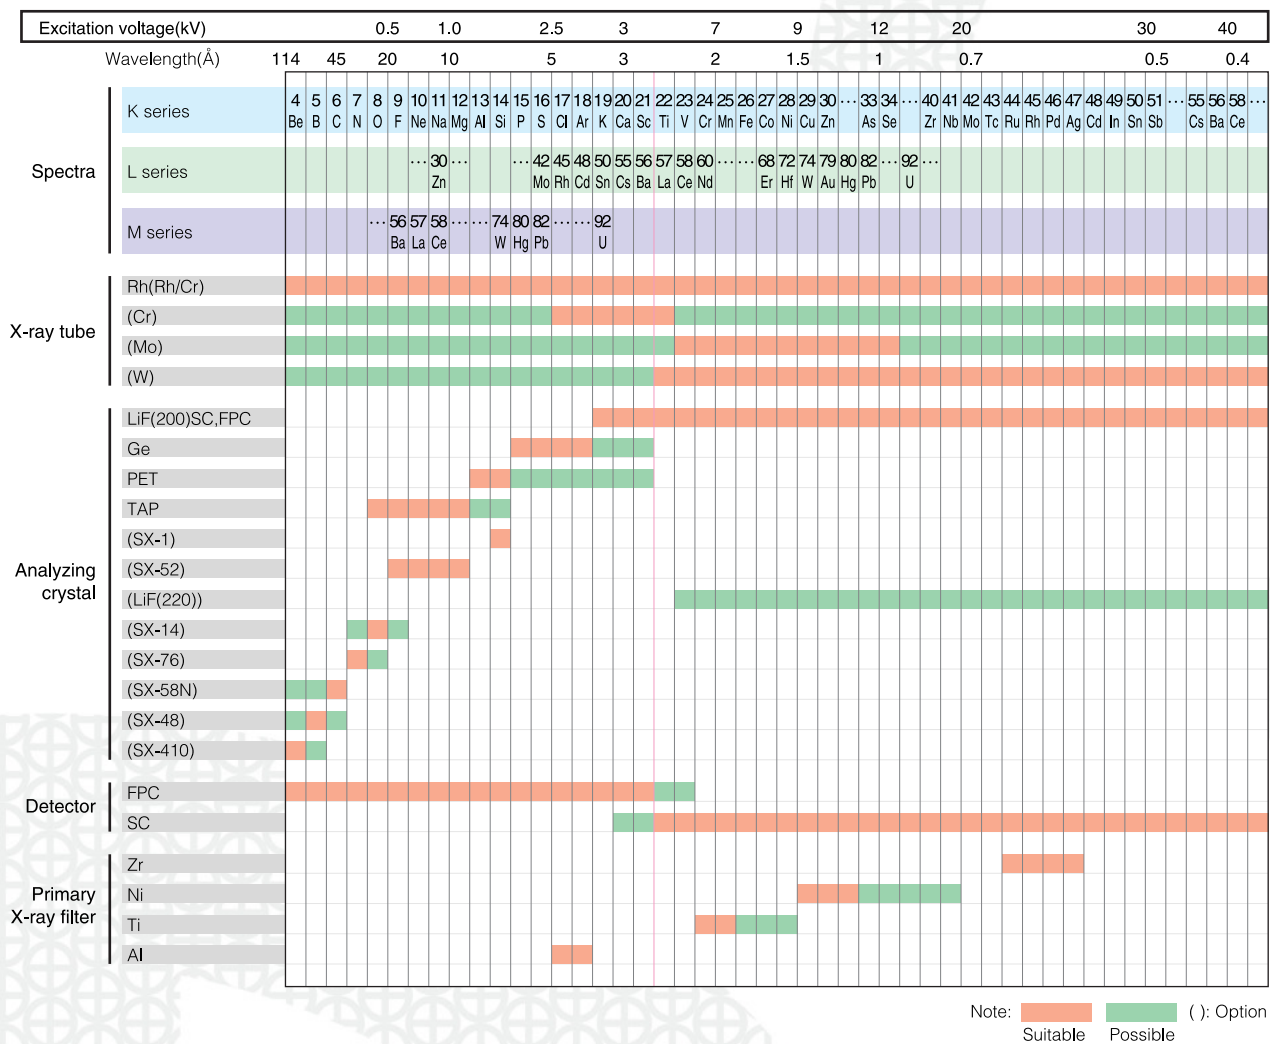 Excitation voltage(kV) 0.5 1.0 2.5 3 7 9 12 20 30 40
Wavelength(Å) 114 45 20 10 5 3 2 1.5 1 0.7 0.5 0.4
Spectra
K series
4 5 6 7 8 9 10 11 12 13 14 15 16 17 18 19 20 21 22 23 24 25 26 27 28 29 30 ··· 33 34 ··· 40 41 42 43 44 45 46 47 48 49 50 51 ··· 55 56 58 ···
Be B C N O F Ne Na Mg Al Si P S Cl Ar K Ca Sc Ti V Cr Mn Fe Co Ni Cu Zn As Se Zr Nb Mo Tc Ru Rh Pd Ag Cd In Sn Sb Cs Ba Ce
L series
··· 30 ··· ··· 42 45 48 50 55 56 57 58 60 ··· ··· 68 72 74 79 80 82 ··· 92 ···
Zn Mo Rh Cd Sn Cs Ba La Ce Nd Er Hf W Au Hg Pb U
M series
··· 56 57 58 ··· ··· 74 80 82 ··· ··· 92
Ba La Ce W Hg Pb U
X-ray tube
Rh(Rh/Cr)
(Cr)
(Mo)
(W)
Analyzing
crystal
LiF(200)SC,FPC
Ge
PET
TAP
(SX-1)
(SX-52)
(LiF(220))
(SX-14)
(SX-76)
(SX-58N)
(SX-48)
(SX-410)
Detector
FPC
SC
Primary
X-ray filter
Zr
Ni
Ti
Al
Note: ( ): Option
Suitable Possible